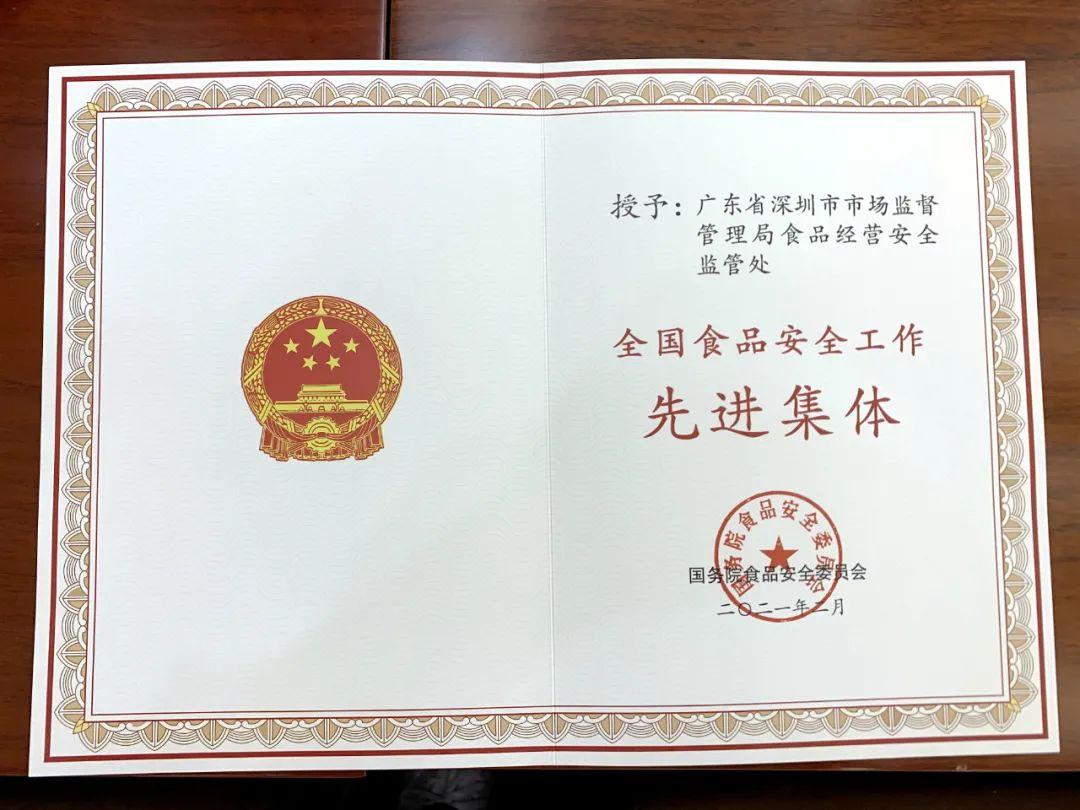 授予：广东省深圳市市场监督
管理局食品经营安全
监管处
全国食品安全工作
先进集体
国务院食品安全委员会
国务院食品安全委员会
二〇二一年二月